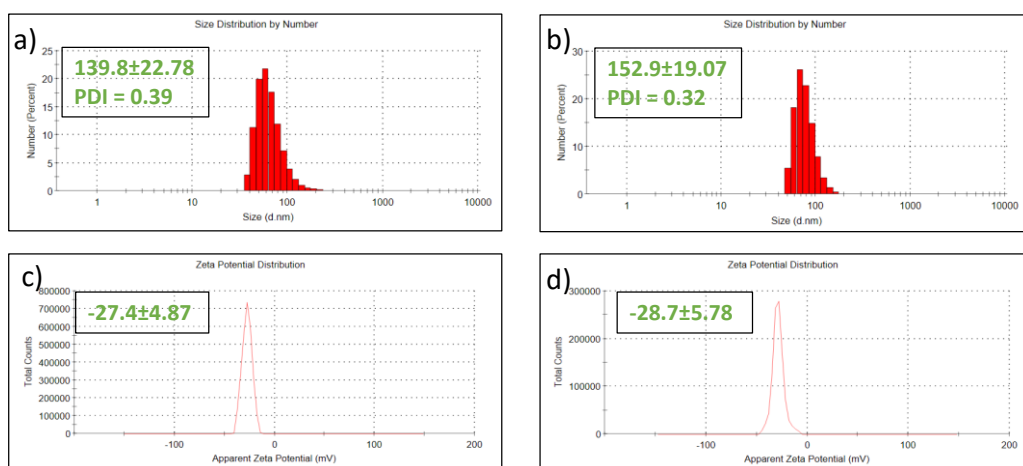 a)
Size Distribution by Number
139.8±22.78
PDI = 0.39
25
20
15
10
5
0
Number (Percent)
1 10 100 1000 10000
Size (d.nm)
b)
Size Distribution by Number
152.9±19.07
PDI = 0.32
30
20
10
0
Number (Percent)
1 10 100 1000 10000
Size (d.nm)
c)
Zeta Potential Distribution
-27.4±4.87
800000
700000
600000
500000
400000
300000
200000
100000
0
Total Counts
-100 0 100 200
Apparent Zeta Potential (mV)
d)
Zeta Potential Distribution
-28.7±5.78
300000
200000
100000
0
Total Counts
-100 0 100 200
Apparent Zeta Potential (mV)